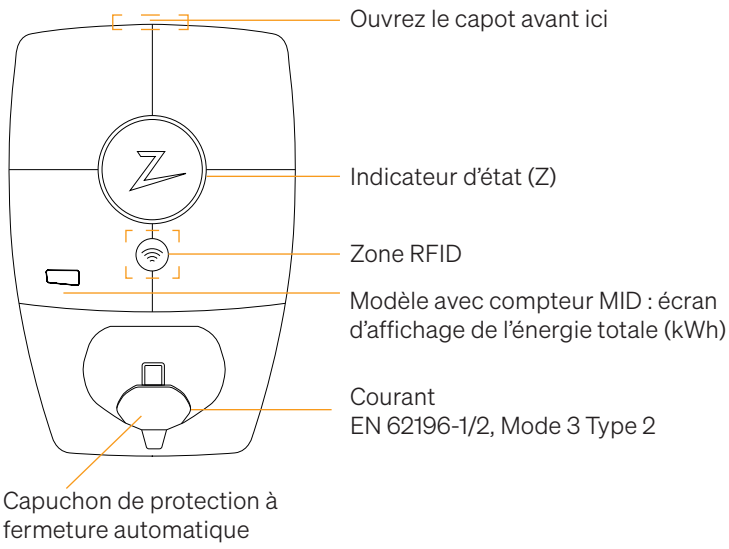 Ouvrez le capot avant ici
Indicateur d’état (Z)
Zone RFID
Modèle avec compteur MID : écran
d’affichage de l’énergie totale (kWh)
Courant
EN 62196-1/2, Mode 3 Type 2
Capuchon de protection à
fermeture automatique